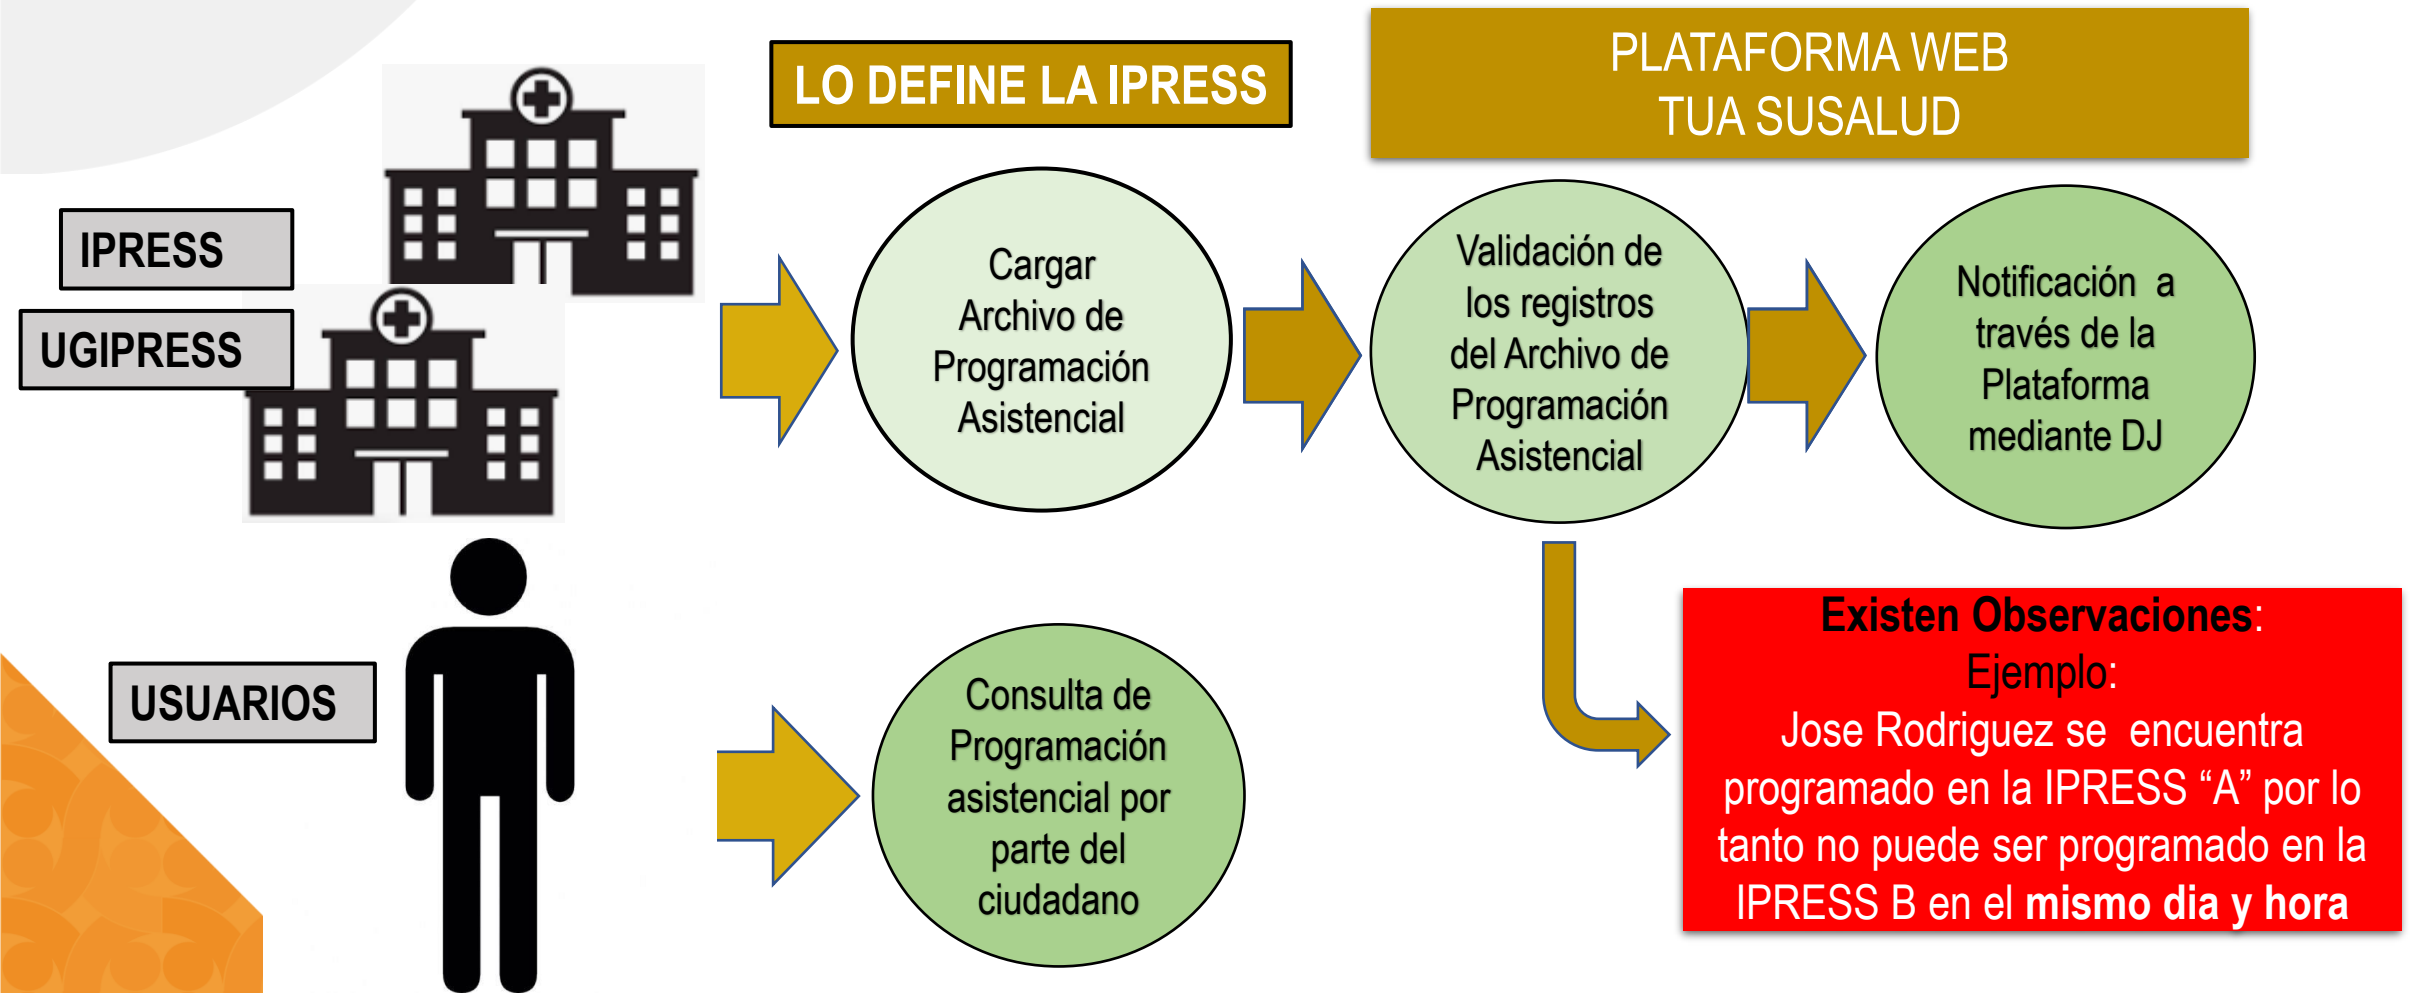 LO DEFINE LA IPRESS
PLATAFORMA WEB
TUA SUSALUD
IPRESS
UGIPRESS
Cargar
Archivo de
Programación
Asistencial
Validación de
los registros
del Archivo de
Programación
Asistencial
Notificación a
través de la
Plataforma
mediante DJ
USUARIOS
Consulta de
Programación
asistencial por
parte del
ciudadano
Existen Observaciones:
Ejemplo:
Jose Rodriguez se encuentra
programado en la IPRESS “A” por lo
tanto no puede ser programado en la
IPRESS B en el mismo dia y hora